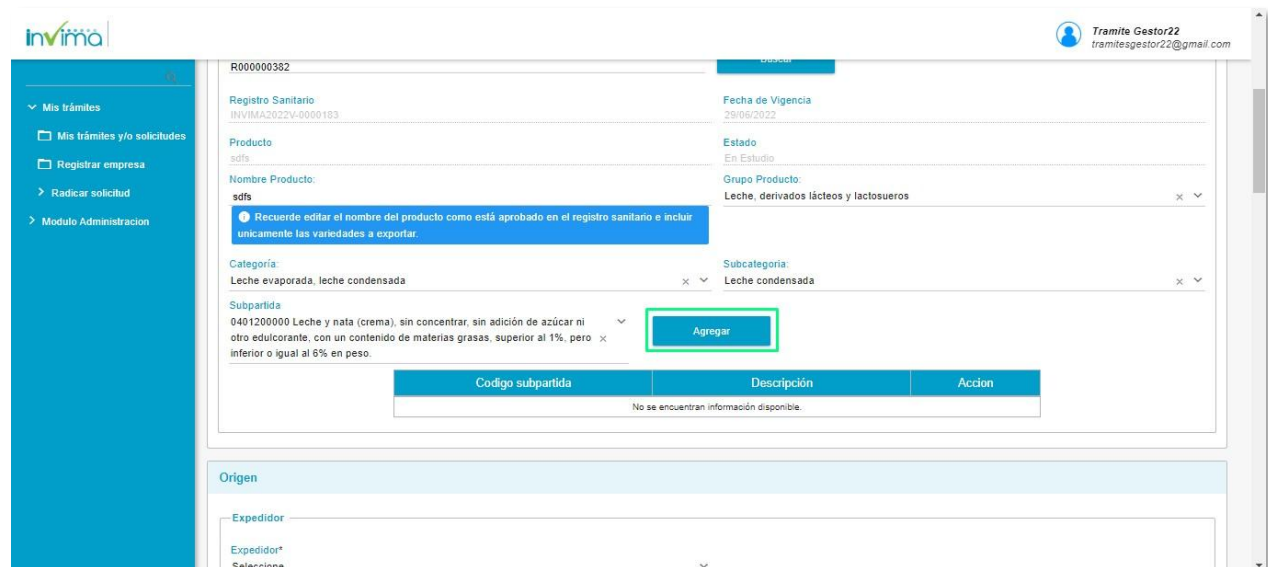 invima
Tramite Gestor22
tramitesgestor22@gmail.com
Mis trámites
Mis trámites y/o solicitudes
Registrar empresa
Radicar solicitud
Modulo Administracion
R000000382
Buscar
Registro Sanitario
INVIMA2022V-0000183
Fecha de Vigencia
29/06/2022
Producto
sdfs
Estado
En Estudio
Nombre Producto:
sdfs
Grupo Producto:
Leche, derivados lácteos y lactosueros
Recuerde editar el nombre del producto como está aprobado en el registro sanitario e incluir
unicamente las variedades a exportar.
Categoría:
Leche evaporada, leche condensada
Subcategoria:
Leche condensada
Subpartida
0401200000 Leche y nata (crema), sin concentrar, sin adición de azúcar ni
otro edulcorante, con un contenido de materias grasas, superior al 1%, pero
inferior o igual al 6% en peso.
Agregar
Codigo subpartida Descripción Accion
No se encuentran información disponible.
Origen
Expedidor
Expedidor*
Seleccione